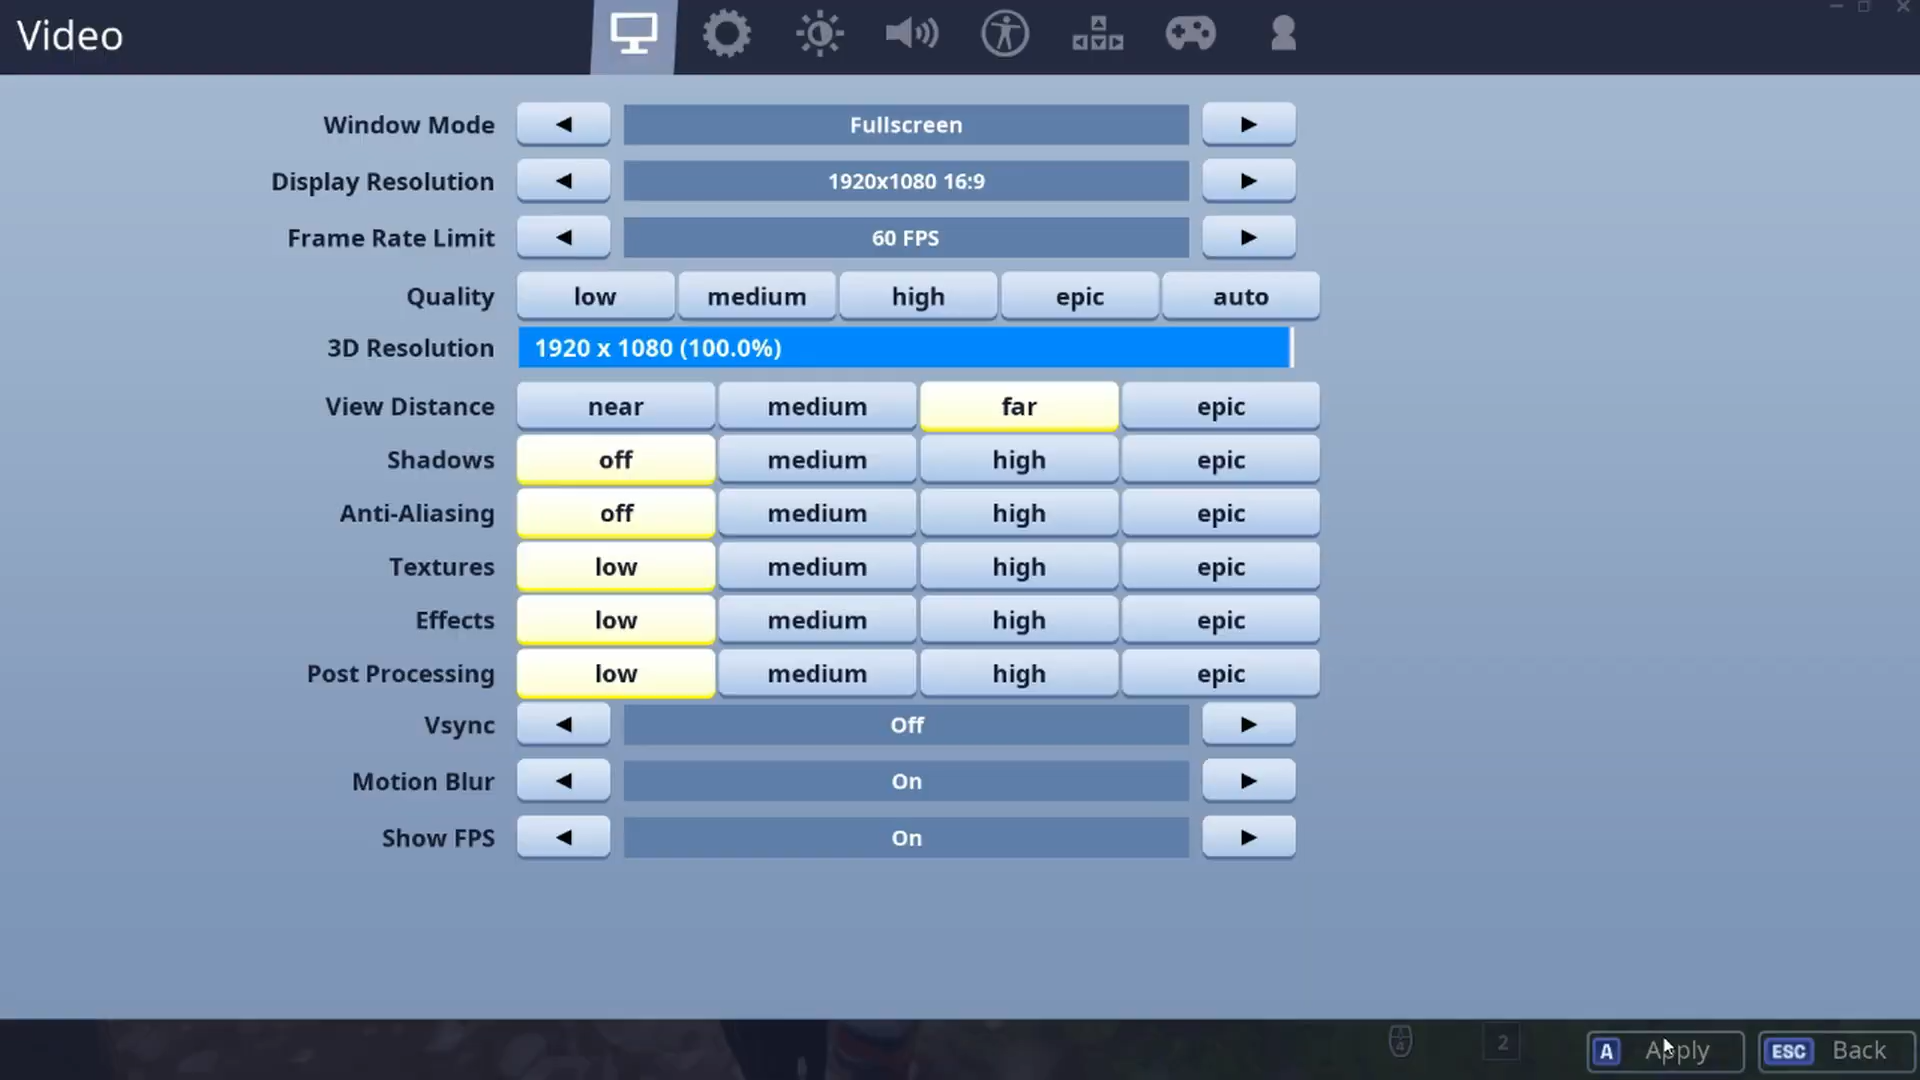 Video
Window Mode ◀ Fullscreen ▶
Display Resolution ◀ 1920x1080 16:9 ▶
Frame Rate Limit ◀ 60 FPS ▶
Quality low medium high epic auto
3D Resolution 1920 x 1080 (100.0%)
View Distance near medium far epic
Shadows off medium high epic
Anti-Aliasing off medium high epic
Textures low medium high epic
Effects low medium high epic
Post Processing low medium high epic
Vsync ◀ Off ▶
Motion Blur ◀ On ▶
Show FPS ◀ On ▶
4 2 A Apply ESC Back